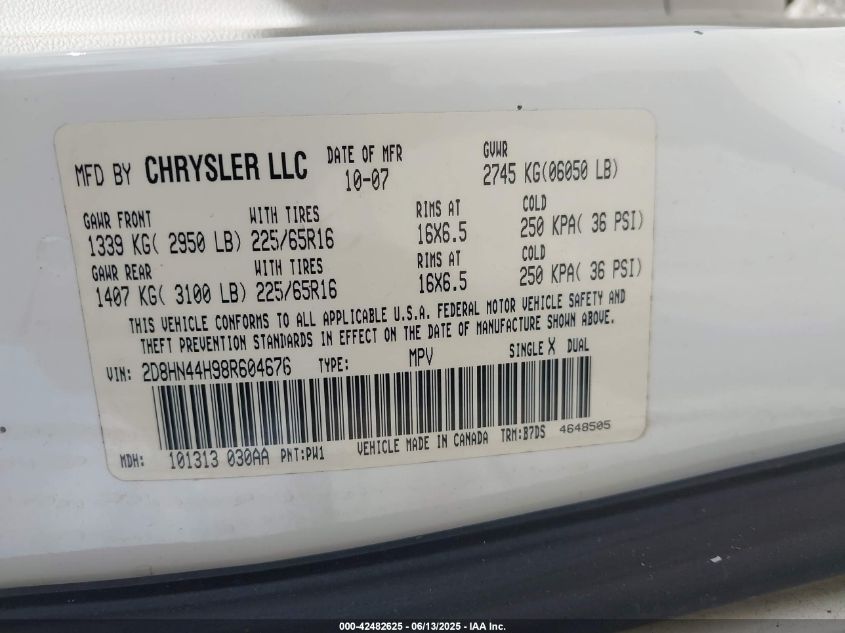 MFD BY CHRYSLER LLC DATE OF MFR 10-07 GVWR 2745 KG(06050 LB)
GAWR FRONT WITH TIRES RIMS AT COLD
1339 KG( 2950 LB) 225/65R16 16X6.5 250 KPA( 36 PSI)
GAWR REAR WITH TIRES RIMS AT COLD
1407 KG( 3100 LB) 225/65R16 16X6.5 250 KPA( 36 PSI)
THIS VEHICLE CONFORMS TO ALL APPLICABLE U.S.A. FEDERAL MOTOR VEHICLE SAFETY AND
THEFT PREVENTION STANDARDS IN EFFECT ON THE DATE OF MANUFACTURE SHOWN ABOVE.
VIN: 2D8HN44H98R604676 TYPE: MPV SINGLE X DUAL
MDH: 101313 030AA PNT:PW1 VEHICLE MADE IN CANADA TRM:B7DS 4648505
000-42482625 - 06/13/2025 - IAA Inc.